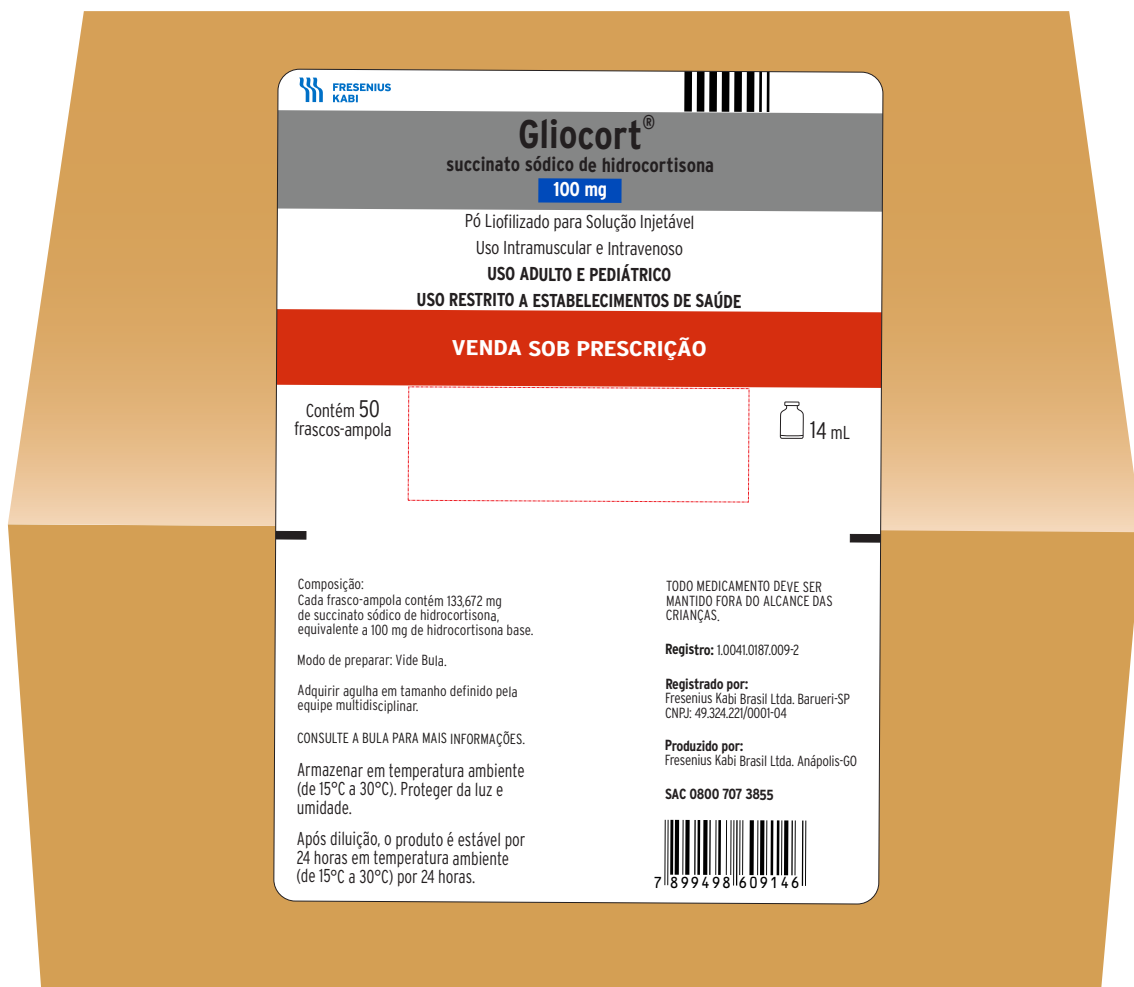 FRESENIUS
KABI
Gliocort®
succinato sódico de hidrocortisona
100 mg
Pó Liofilizado para Solução Injetável
Uso Intramuscular e Intravenoso
USO ADULTO E PEDIÁTRICO
USO RESTRITO A ESTABELECIMENTOS DE SAÚDE
VENDA SOB PRESCRIÇÃO
Contém 50
frascos-ampola
14 mL
Composição:
Cada frasco-ampola contém 133,672 mg
de succinato sódico de hidrocortisona,
equivalente a 100 mg de hidrocortisona base.
Modo de preparar: Vide Bula.
Adquirir agulha em tamanho definido pela
equipe multidisciplinar.
CONSULTE A BULA PARA MAIS INFORMAÇÕES.
Armazenar em temperatura ambiente
(de 15°C a 30°C). Proteger da luz e
umidade.
Após diluição, o produto é estável por
24 horas em temperatura ambiente
(de 15°C a 30°C) por 24 horas.
TODO MEDICAMENTO DEVE SER
MANTIDO FORA DO ALCANCE DAS
CRIANÇAS.
Registro: 1.0041.0187.009-2
Registrado por:
Fresenius Kabi Brasil Ltda. Barueri-SP
CNPJ: 49.324.221/0001-04
Produzido por:
Fresenius Kabi Brasil Ltda. Anápolis-GO
SAC 0800 707 3855
7 899498 609146